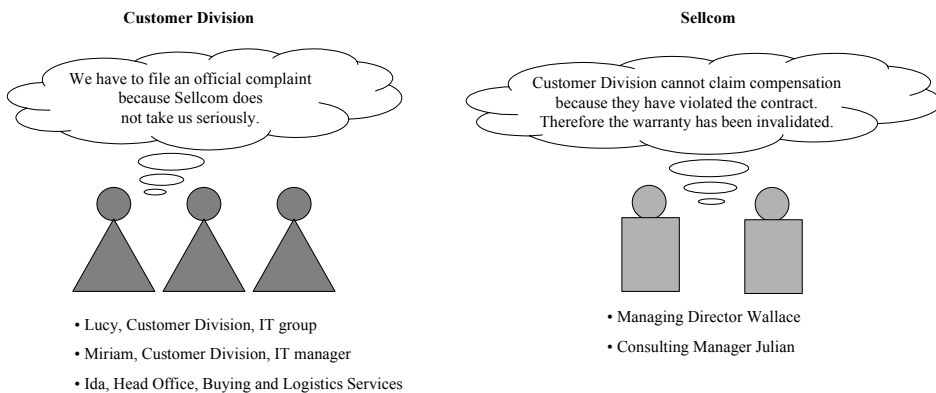 Customer Division
We have to file an official complaint
because Sellcom does
not take us seriously.
• Lucy, Customer Division, IT group
• Miriam, Customer Division, IT manager
• Ida, Head Office, Buying and Logistics Services
Sellcom
Customer Division cannot claim compensation
because they have violated the contract.
Therefore the warranty has been invalidated.
• Managing Director Wallace
• Consulting Manager Julian